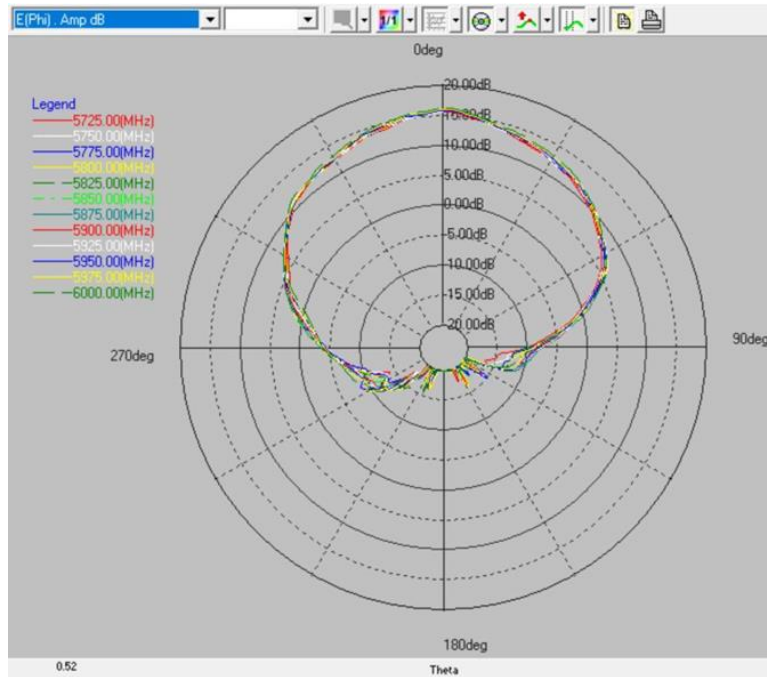 E(Phi) . Amp dB
1/1
0deg
Legend
5725.00(MHz)
5750.00(MHz)
5775.00(MHz)
5800.00(MHz)
5825.00(MHz)
5850.00(MHz)
5875.00(MHz)
5900.00(MHz)
5925.00(MHz)
5950.00(MHz)
5975.00(MHz)
6000.00(MHz)
20.00dB
15.00dB
10.00dB
5.00dB
0.00dB
-5.00dB
10.00dB
15.00dB
20.00dB
270deg
90deg
180deg
0.52
Theta